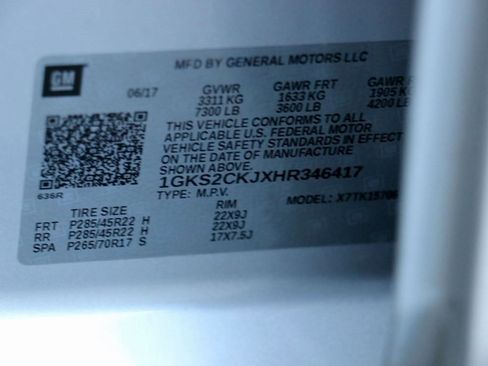 GM
MFD BY GENERAL MOTORS LLC
06/17 GVWR GAWR FRT GAWR
3311 KG 1633 KG 1905
7300 LB 3600 LB 4200 LB
THIS VEHICLE CONFORMS TO ALL
APPLICABLE U.S. FEDERAL MOTOR
VEHICLE SAFETY STANDARDS IN EFFECT
ON THE DATE OF MANUFACTURE
SHOWN ABOVE.
1GKS2CKJXHR346417
636R
TYPE: M.P.V. MODEL:
TIRE SIZE RIM
FRT P285/45R22 H 22X9J
RR P285/45R22 H 22X9J
SPA P265/70R17 S 17X7.5J